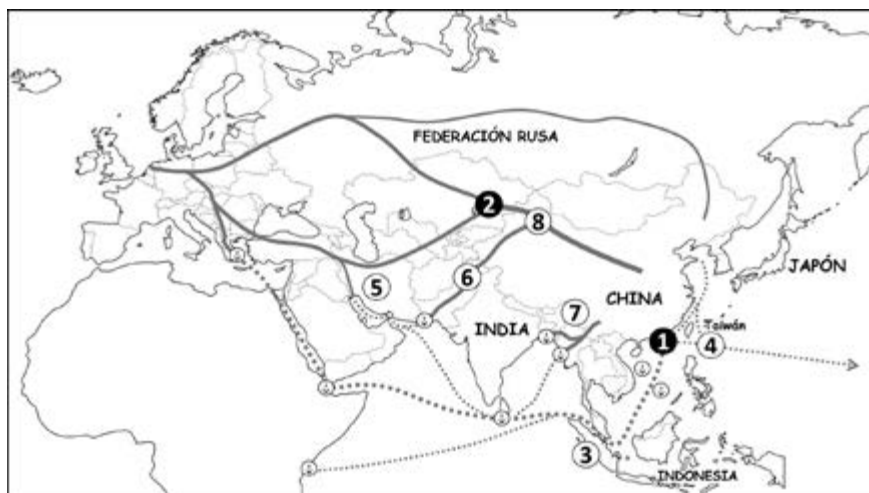 FEDERACIÓN RUSA
2
8
JAPÓN
5
6
CHINA
7
INDIA
Taiwán
1
4
3
INDONESIA